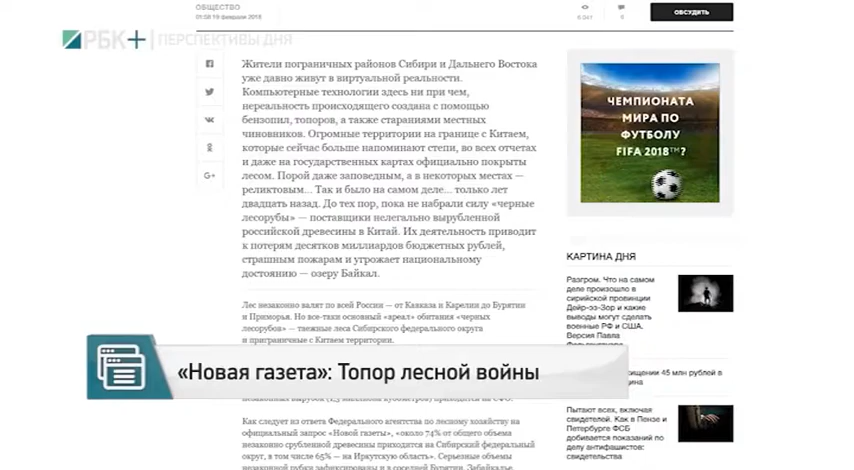 ОБЩЕСТВО
01:58 19 февраля 2018
6 041
6
ОБСУДИТЬ
РБК+ | ПЕРСПЕКТИВЫ ДНЯ
Жители пограничных районов Сибири и Дальнего Востока
уже давно живут в виртуальной реальности.
Компьютерные технологии здесь ни при чем,
нереальность происходящего создана с помощью
бензопил, топоров, а также стараниями местных
чиновников. Огромные территории на границе с Китаем,
которые сейчас больше напоминают степи, во всех отчетах
и даже на государственных картах официально покрыты
лесом. Порой даже заповедным, а в некоторых местах —
реликтовым... Так и было на самом деле... только лет
двадцать назад. До тех пор, пока не набрали силу «черные
лесорубы» — поставщики нелегально вырубленной
российской древесины в Китай. Их деятельность приводит
к потерям десятков миллиардов бюджетных рублей,
страшным пожарам и угрожает национальному
достоянию — озеру Байкал.
Лес незаконно валят по всей России — от Кавказа и Карелии до Бурятии
и Приморья. Но все-таки основный «ареал» обитания «черных
лесорубов» — таежные леса Сибирского федерального округа
и приграничные с Китаем территории.
«Новая газета»: Топор лесной войны
Как следует из ответа Федерального агентства по лесному хозяйству на
официальный запрос «Новой газеты», «около 74% от общего объема
незаконно срубленной древесины приходится на Сибирский федеральный
округ, в том числе 65% — на Иркутскую область». Серьезные объемы
незаконной рубки зафиксированы и в соседней Бурятии, Забайкалье,
ЧЕМПИОНАТА
МИРА ПО
ФУТБОЛУ
FIFA 2018™?
КАРТИНА ДНЯ
Разгром. Что на самом
деле произошло в
сирийской провинции
Дейр-эз-Зор и какие
выводы могут сделать
военные РФ и США.
Версия Павла
хищении 45 млн рублей в
Пытают всех, включая
свидетелей. Как в Пензе и
Петербурге ФСБ
добивается показаний по
делу антифашистов:
свидетельства